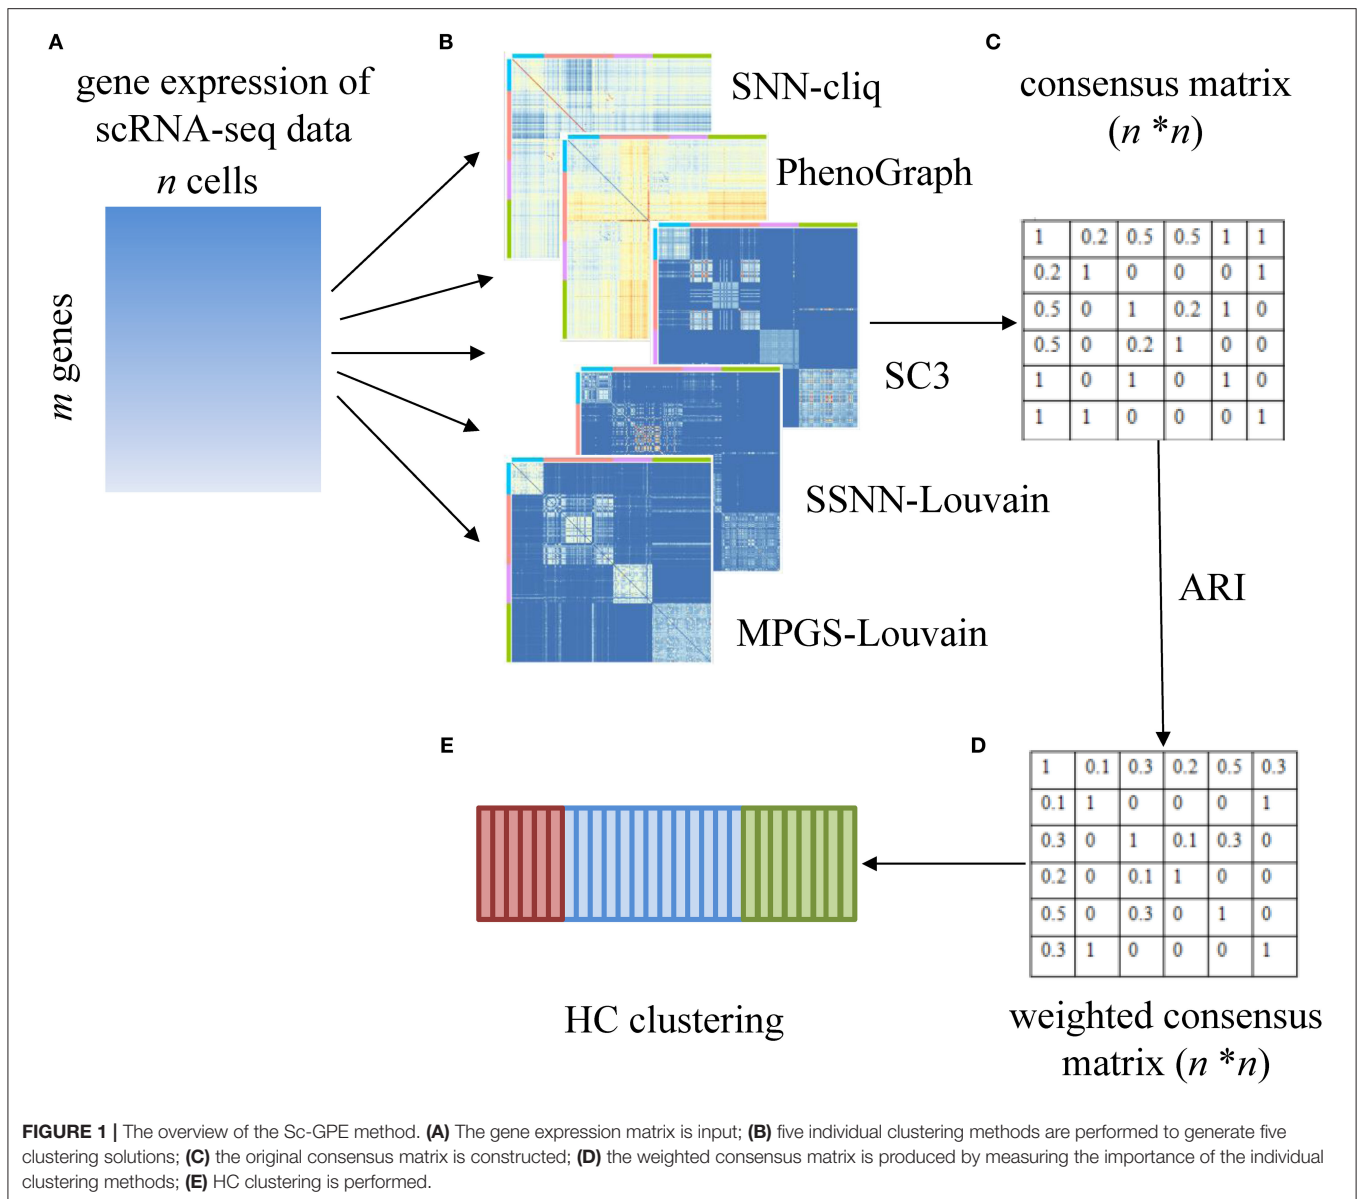 A
gene expression of
scRNA-seq data
n cells
m genes
B
SNN-cliq
PhenoGraph
SC3
SSNN-Louvain
MPGS-Louvain
C
consensus matrix
(n *n)
1 0.2 0.5 0.5 1 1
0.2 1 0 0 0 1
0.5 0 1 0.2 1 0
0.5 0 0.2 1 0 0
1 0 1 0 1 0
1 1 0 0 0 1
ARI
D
1 0.1 0.3 0.2 0.5 0.3
0.1 1 0 0 0 1
0.3 0 1 0.1 0.3 0
0.2 0 0.1 1 0 0
0.5 0 0.3 0 1 0
0.3 1 0 0 0 1
weighted consensus
matrix (n *n)
E
HC clustering
FIGURE 1 | The overview of the Sc-GPE method. (A) The gene expression matrix is input; (B) five individual clustering methods are performed to generate five
clustering solutions; (C) the original consensus matrix is constructed; (D) the weighted consensus matrix is produced by measuring the importance of the individual
clustering methods; (E) HC clustering is performed.